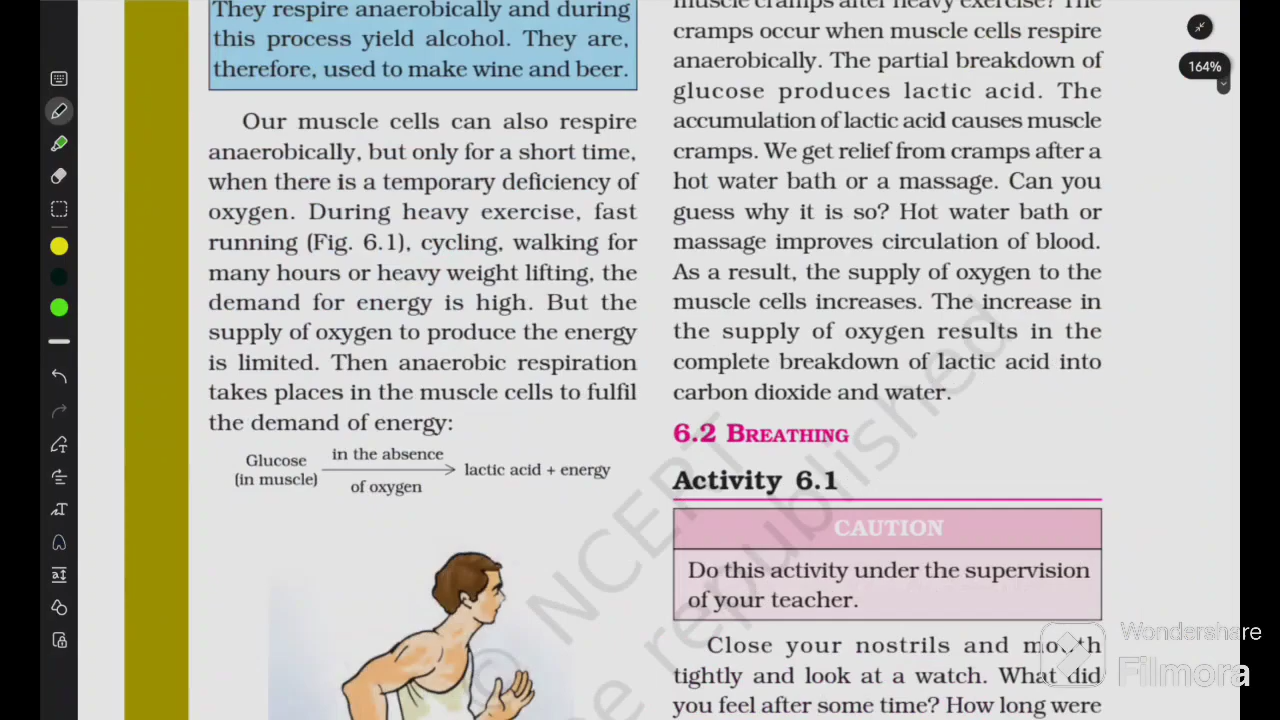 They respire anaerobically and during
this process yield alcohol. They are,
therefore, used to make wine and beer.
Our muscle cells can also respire
anaerobically, but only for a short time,
when there is a temporary deficiency of
oxygen. During heavy exercise, fast
running (Fig. 6.1), cycling, walking for
many hours or heavy weight lifting, the
demand for energy is high. But the
supply of oxygen to produce the energy
is limited. Then anaerobic respiration
takes places in the muscle cells to fulfil
the demand of energy:
Glucose
(in muscle)
in the absence
of oxygen
lactic acid + energy
muscle cramps after heavy exercise? The
cramps occur when muscle cells respire
anaerobically. The partial breakdown of
glucose produces lactic acid. The
accumulation of lactic acid causes muscle
cramps. We get relief from cramps after a
hot water bath or a massage. Can you
guess why it is so? Hot water bath or
massage improves circulation of blood.
As a result, the supply of oxygen to the
muscle cells increases. The increase in
the supply of oxygen results in the
complete breakdown of lactic acid into
carbon dioxide and water.
6.2 BREATHING
Activity 6.1
CAUTION
Do this activity under the supervision
of your teacher.
Close your nostrils and mouth
tightly and look at a watch. What did
you feel after some time? How long were
© NCERT
be republished
164%
Wondershare
Filmora